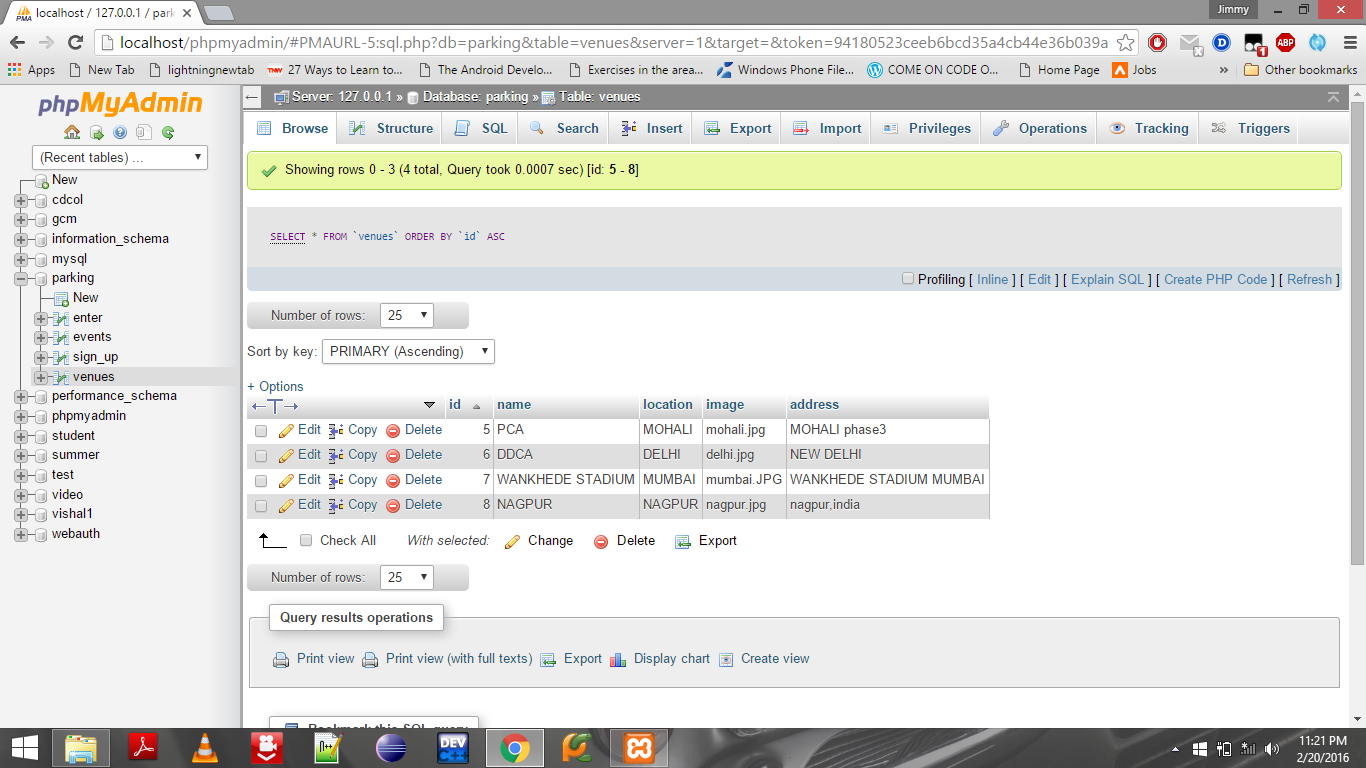 localhost / 127.0.0.1 / park
Jimmy
localhost/phpmyadmin/#PMAURL-5:sql.php?db=parking&table=venues&server=1&target=&token=94180523ceeb6bcd35a4cb44e36b039a
Apps New Tab lightningnewtab 27 Ways to Learn to... The Android Develo... Exercises in the area... Windows Phone File... COME ON CODE O... Home Page Jobs » Other bookmarks
phpMyAdmin
(Recent tables) ...
New
cdcol
gcm
information_schema
mysql
parking
New
enter
events
sign_up
venues
performance_schema
phpmyadmin
student
summer
test
video
vishal1
webauth
Server: 127.0.0.1 » Database: parking » Table: venues
Browse Structure SQL Search Insert Export Import Privileges Operations Tracking Triggers
Showing rows 0 - 3 (4 total, Query took 0.0007 sec) [id: 5 - 8]
SELECT * FROM `venues` ORDER BY `id` ASC
Profiling [ Inline ] [ Edit ] [ Explain SQL ] [ Create PHP Code ] [ Refresh ]
Number of rows: 25
Sort by key: PRIMARY (Ascending)
+ Options
id name location image address
Edit Copy Delete 5 PCA MOHALI mohali.jpg MOHALI phase3
Edit Copy Delete 6 DDCA DELHI delhi.jpg NEW DELHI
Edit Copy Delete 7 WANKHEDE STADIUM MUMBAI mumbai.JPG WANKHEDE STADIUM MUMBAI
Edit Copy Delete 8 NAGPUR NAGPUR nagpur.jpg nagpur,india
Check All With selected: Change Delete Export
Number of rows: 25
Query results operations
Print view Print view (with full texts) Export Display chart Create view
Bookmark this SQL query
11:21 PM
2/20/2016